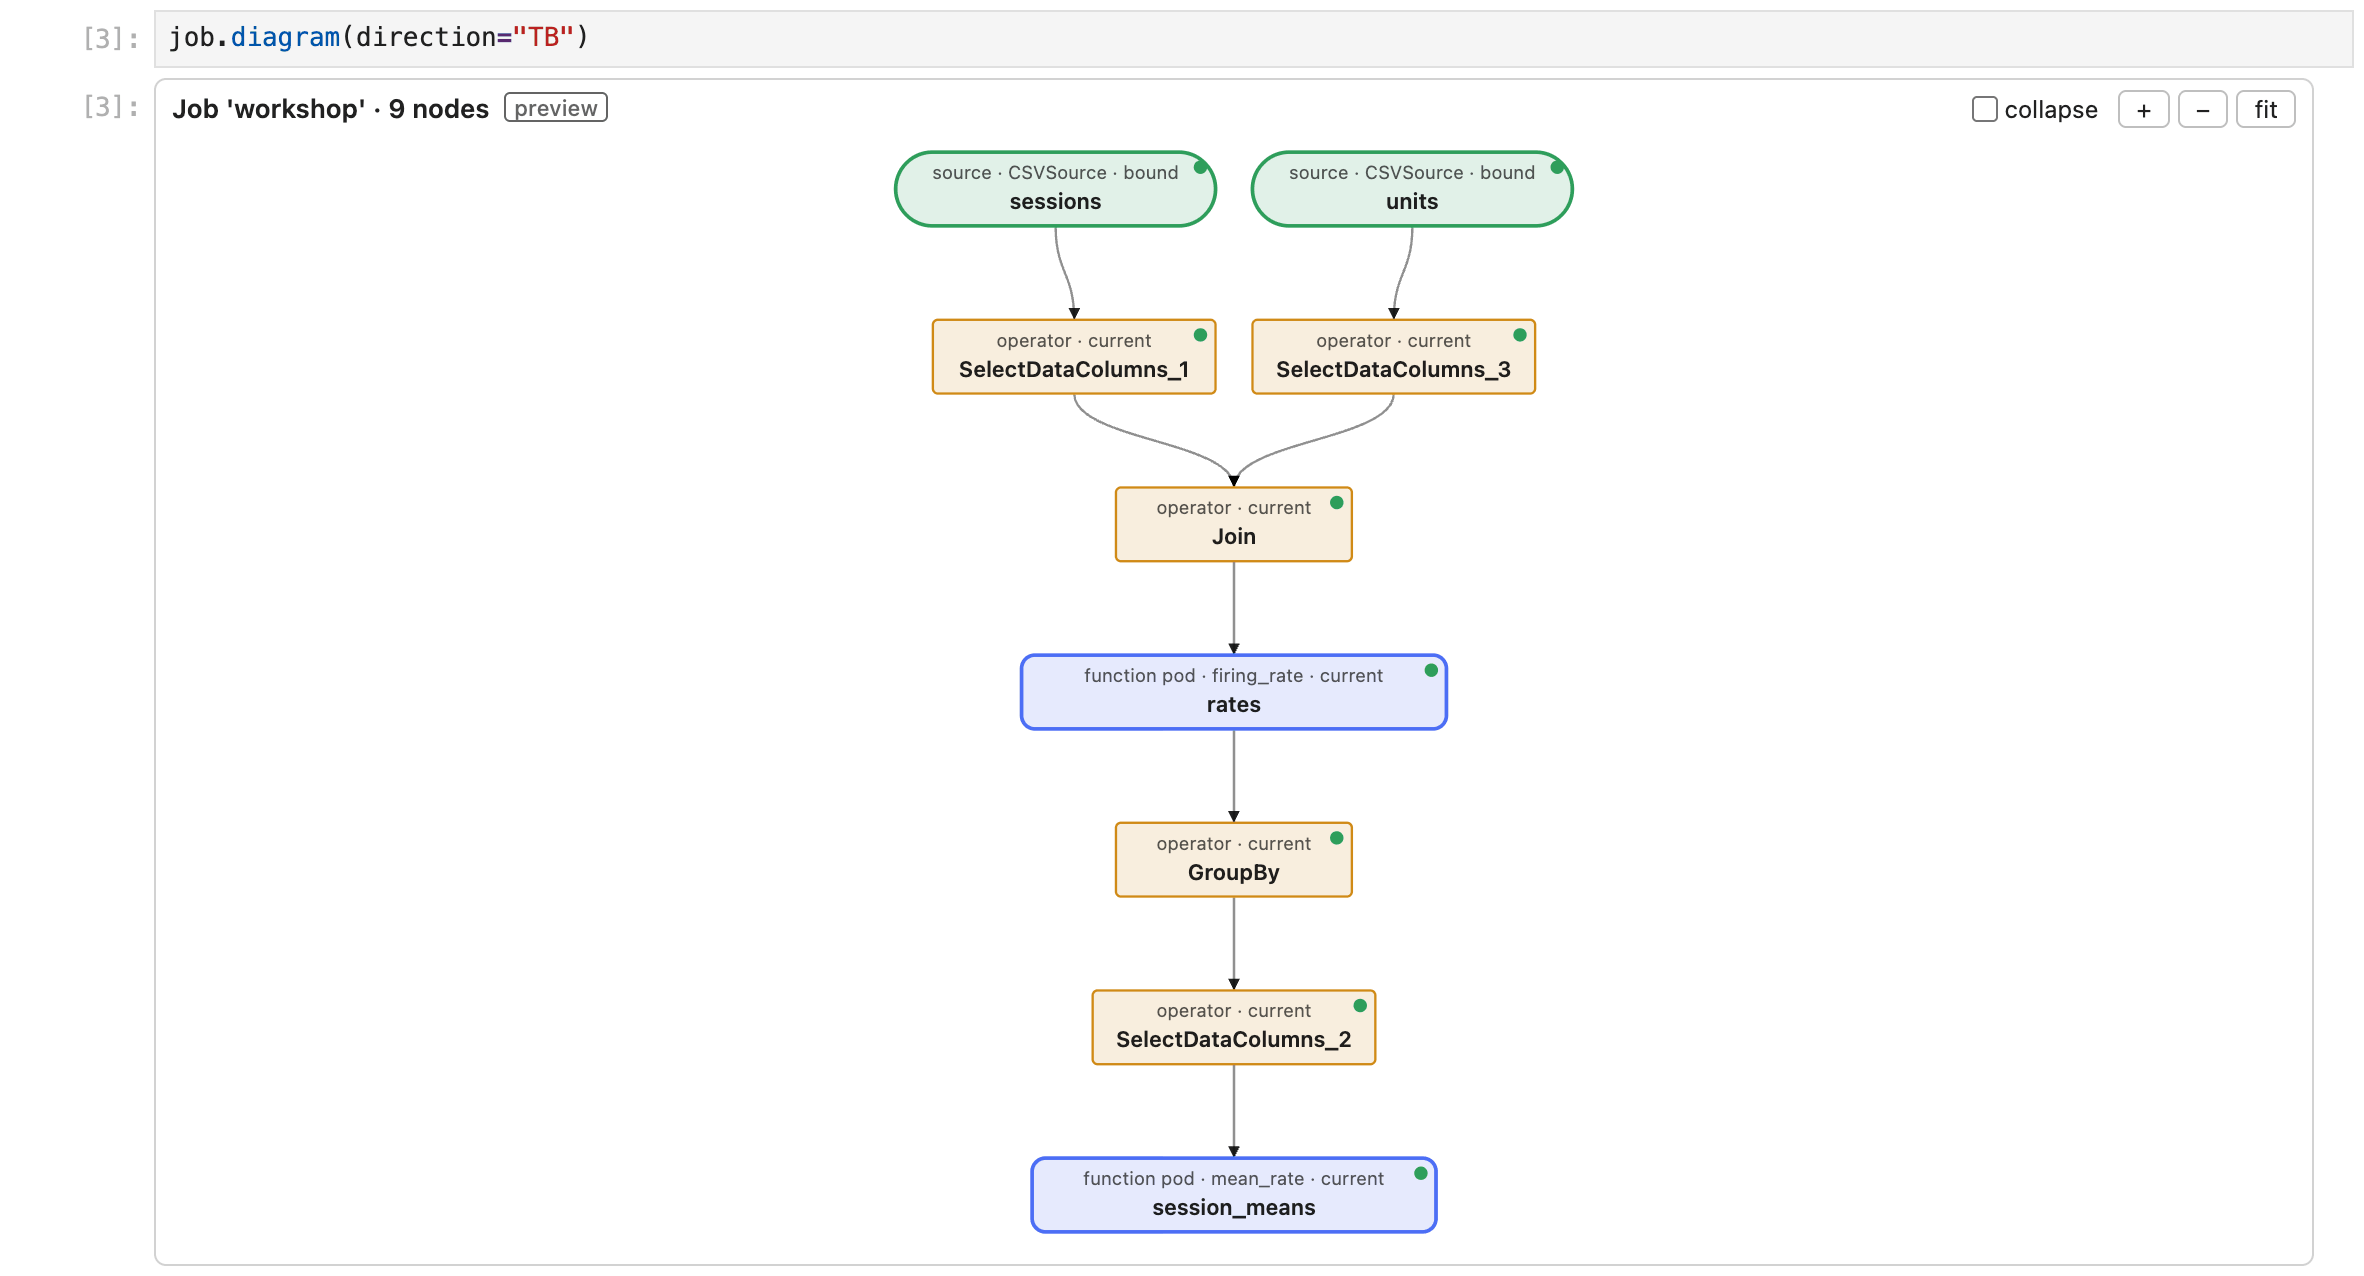 [3]: job.diagram(direction="TB")
[3]: Job 'workshop' · 9 nodes preview collapse + − fit
source · CSVSource · bound
sessions
source · CSVSource · bound
units
operator · current
SelectDataColumns_1
operator · current
SelectDataColumns_3
operator · current
Join
function pod · firing_rate · current
rates
operator · current
GroupBy
operator · current
SelectDataColumns_2
function pod · mean_rate · current
session_means